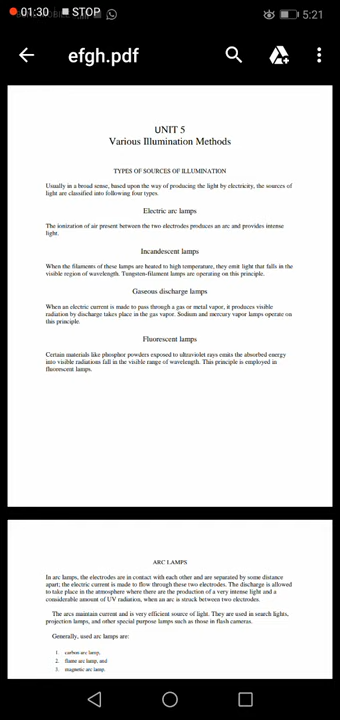 01:30 STOP 5:21
efgh.pdf
UNIT 5
Various Illumination Methods
TYPES OF SOURCES OF ILLUMINATION
Usually in a broad sense, based upon the way of producing the light by electricity, the sources of
light are classified into following four types.
Electric arc lamps
The ionization of air present between the two electrodes produces an arc and provides intense
light.
Incandescent lamps
When the filaments of these lamps are heated to high temperature, they emit light that falls in the
visible region of wavelength. Tungsten-filament lamps are operating on this principle.
Gaseous discharge lamps
When an electric current is made to pass through a gas or metal vapor, it produces visible
radiation by discharge takes place in the gas vapor. Sodium and mercury vapor lamps operate on
this principle.
Fluorescent lamps
Certain materials like phosphor powders exposed to ultraviolet rays emits the absorbed energy
into visible radiations fall in the visible range of wavelength. This principle is employed in
fluorescent lamps.
ARC LAMPS
In arc lamps, the electrodes are in contact with each other and are separated by some distance
apart; the electric current is made to flow through these two electrodes. The discharge is allowed
to take place in the atmosphere where there are the production of a very intense light and a
considerable amount of UV radiation, when an arc is struck between two electrodes.
The arcs maintain current and is very efficient source of light. They are used in search lights,
projection lamps, and other special purpose lamps such as those in flash cameras.
Generally, used arc lamps are:
1. carbon arc lamp,
2. flame arc lamp, and
3. magnetic arc lamp.